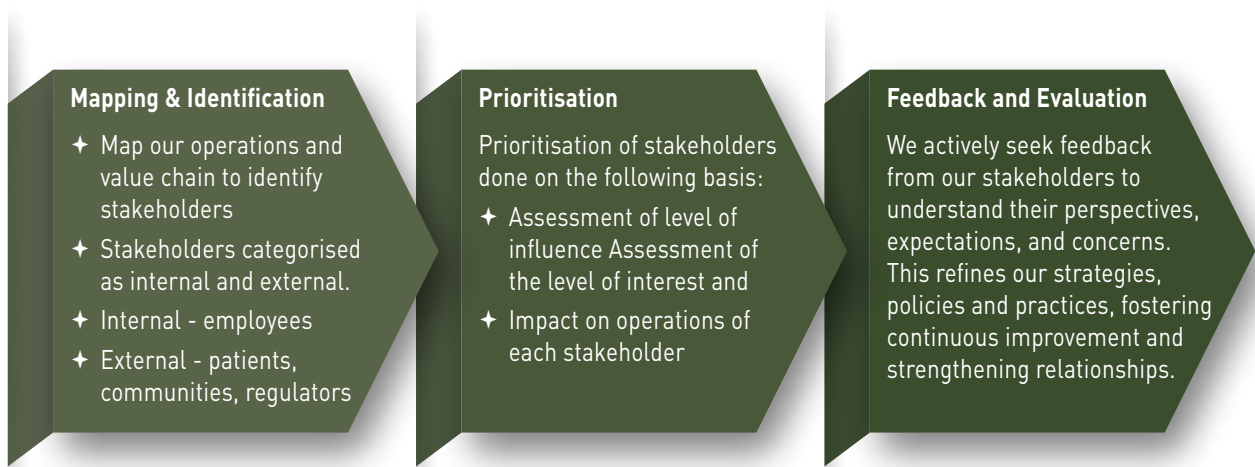 Mapping & Identification
Map our operations and
value chain to identify
stakeholders
Stakeholders categorised
as internal and external.
Internal - employees
External - patients,
communities, regulators
Prioritisation
Prioritisation of stakeholders
done on the following basis:
Assessment of level of
influence Assessment of
the level of interest and
Impact on operations of
each stakeholder
Feedback and Evaluation
We actively seek feedback
from our stakeholders to
understand their perspectives,
expectations, and concerns.
This refines our strategies,
policies and practices, fostering
continuous improvement and
strengthening relationships.